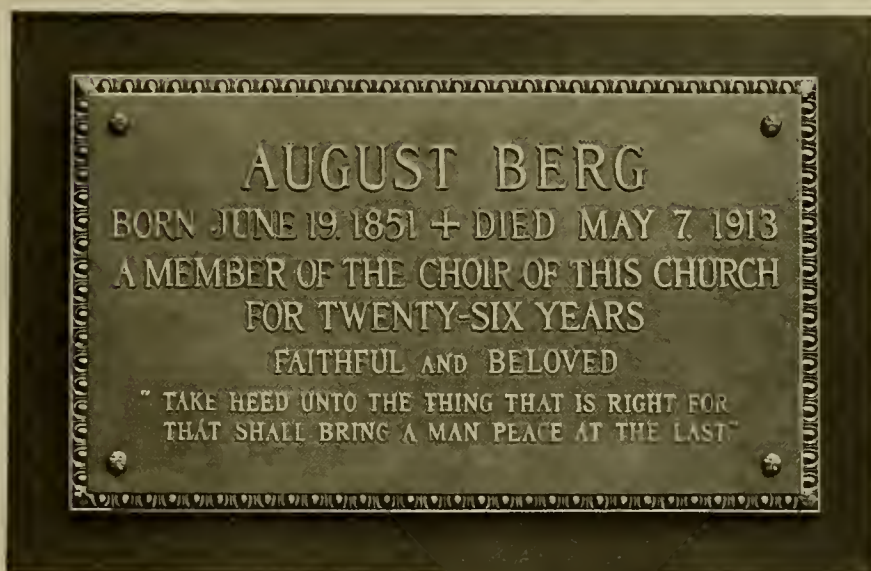 AUGUST BERG
BORN JUNE 19. 1851 + DIED MAY 7. 1913
A MEMBER OF THE CHOIR OF THIS CHURCH
FOR TWENTY-SIX YEARS
FAITHFUL AND BELOVED
" TAKE HEED UNTO THE THING THAT IS RIGHT FOR
THAT SHALL BRING A MAN PEACE AT THE LAST"